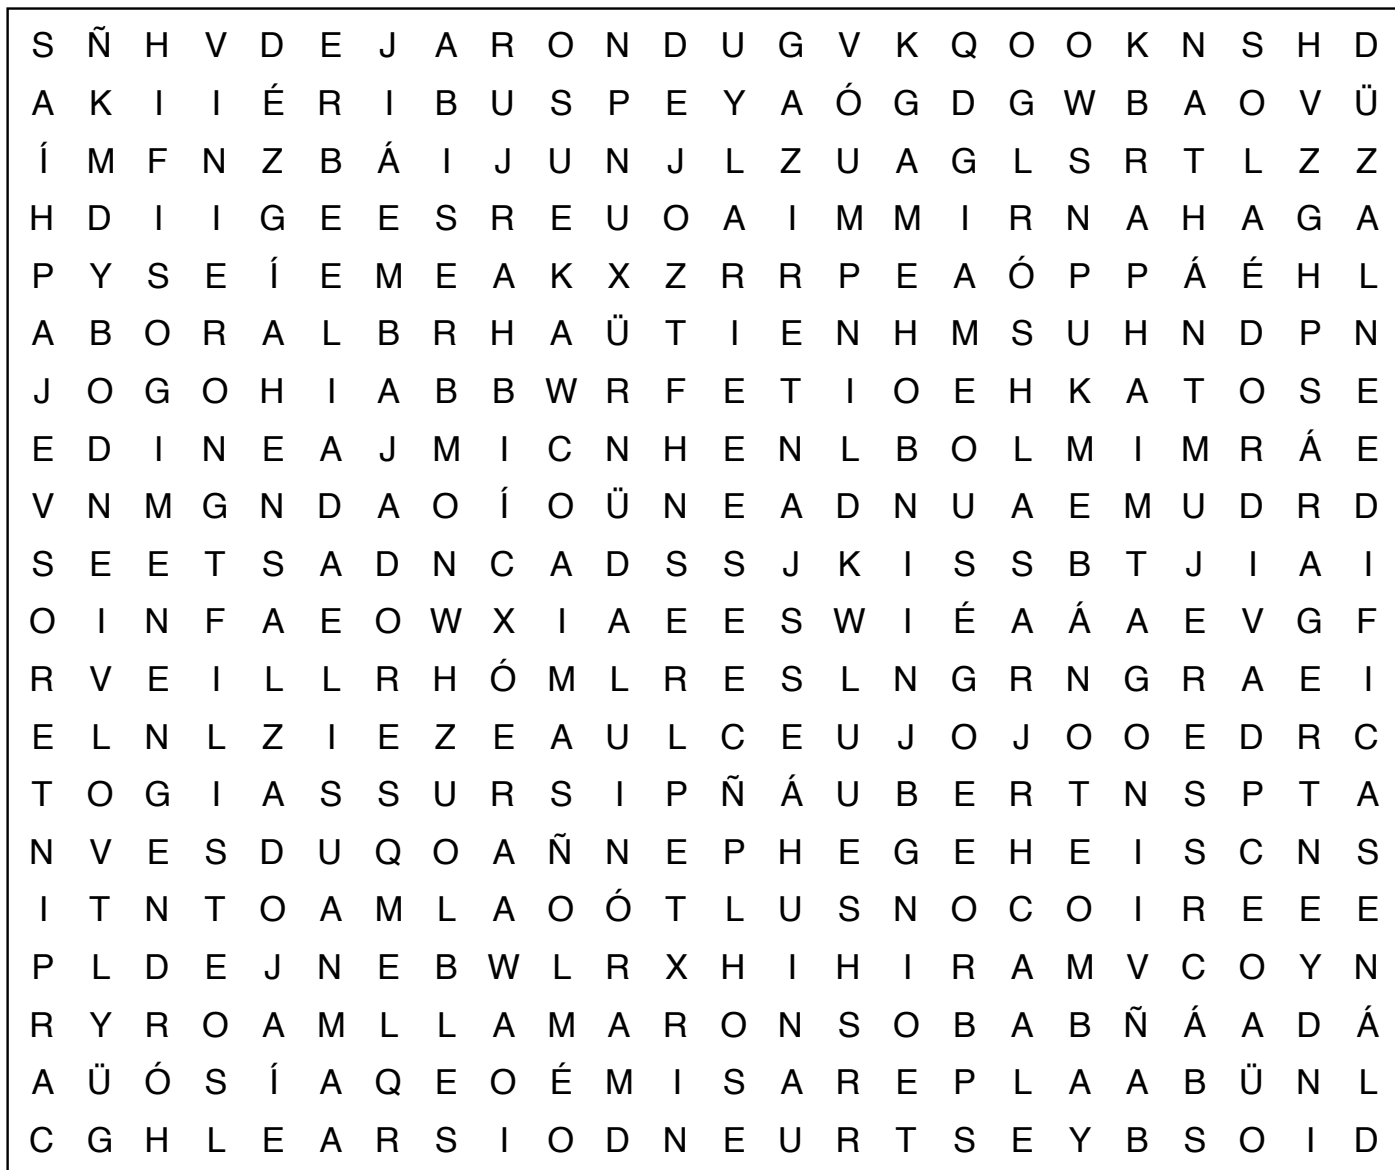 S Ñ H V D E J A R O N D U G V K Q O O K N S H D
A K I I É R I B U S P E Y A Ó G D G W B A O V Ü
Í M F N Z B Á I J U N J L Z U A G L S R T L Z Z
H D I I G E E S R E U O A I M M I R N A H A G A
P Y S E Í E M E A K X Z R R P E A Ó P P Á É H L
A B O R A L B R H A Ü T I E N H M S U H N D P N
J O G O H I A B B W R F E T I O E H K A T O S E
E D I N E A J M I C N H E N L B O L M I M R Á E
V N M G N D A O Í O Ü N E A D N U A E M U D R D
S E E T S A D N C A D S S J K I S S B T J I A I
O I N F A E O W X I A E E S W I É A Á A E V G F
R V E I L L R H Ó M L R E S L N G R N G R A E I
E L N L Z I E Z E A U L C E U J O J O O E D R C
T O G I A S S U R S I P Ñ Á U B E R T N S P T A
N V E S D U Q O A Ñ N E P H E G E H E I S C N S
I T N T O A M L A O Ó T L U S N O C O I R E E E
P L D E J N E B W L R X H I H I R A M V C O Y N
R Y R O A M L L A M A R O N S O B A B Ñ Á A D Á
A Ü Ó S Í A Q E O É M I S A R E P L A A B Ü N L
C G H L E A R S I O D N E U R T S E Y B S O I D